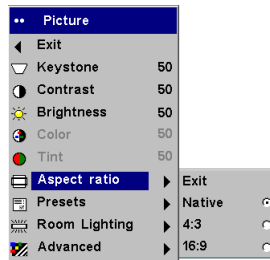 Picture
Exit
Keystone 50
Contrast 50
Brightness 50
Color 50
Tint 50
Aspect ratio
Exit
Presets
Native
Room Lighting
4:3
Advanced
16:9